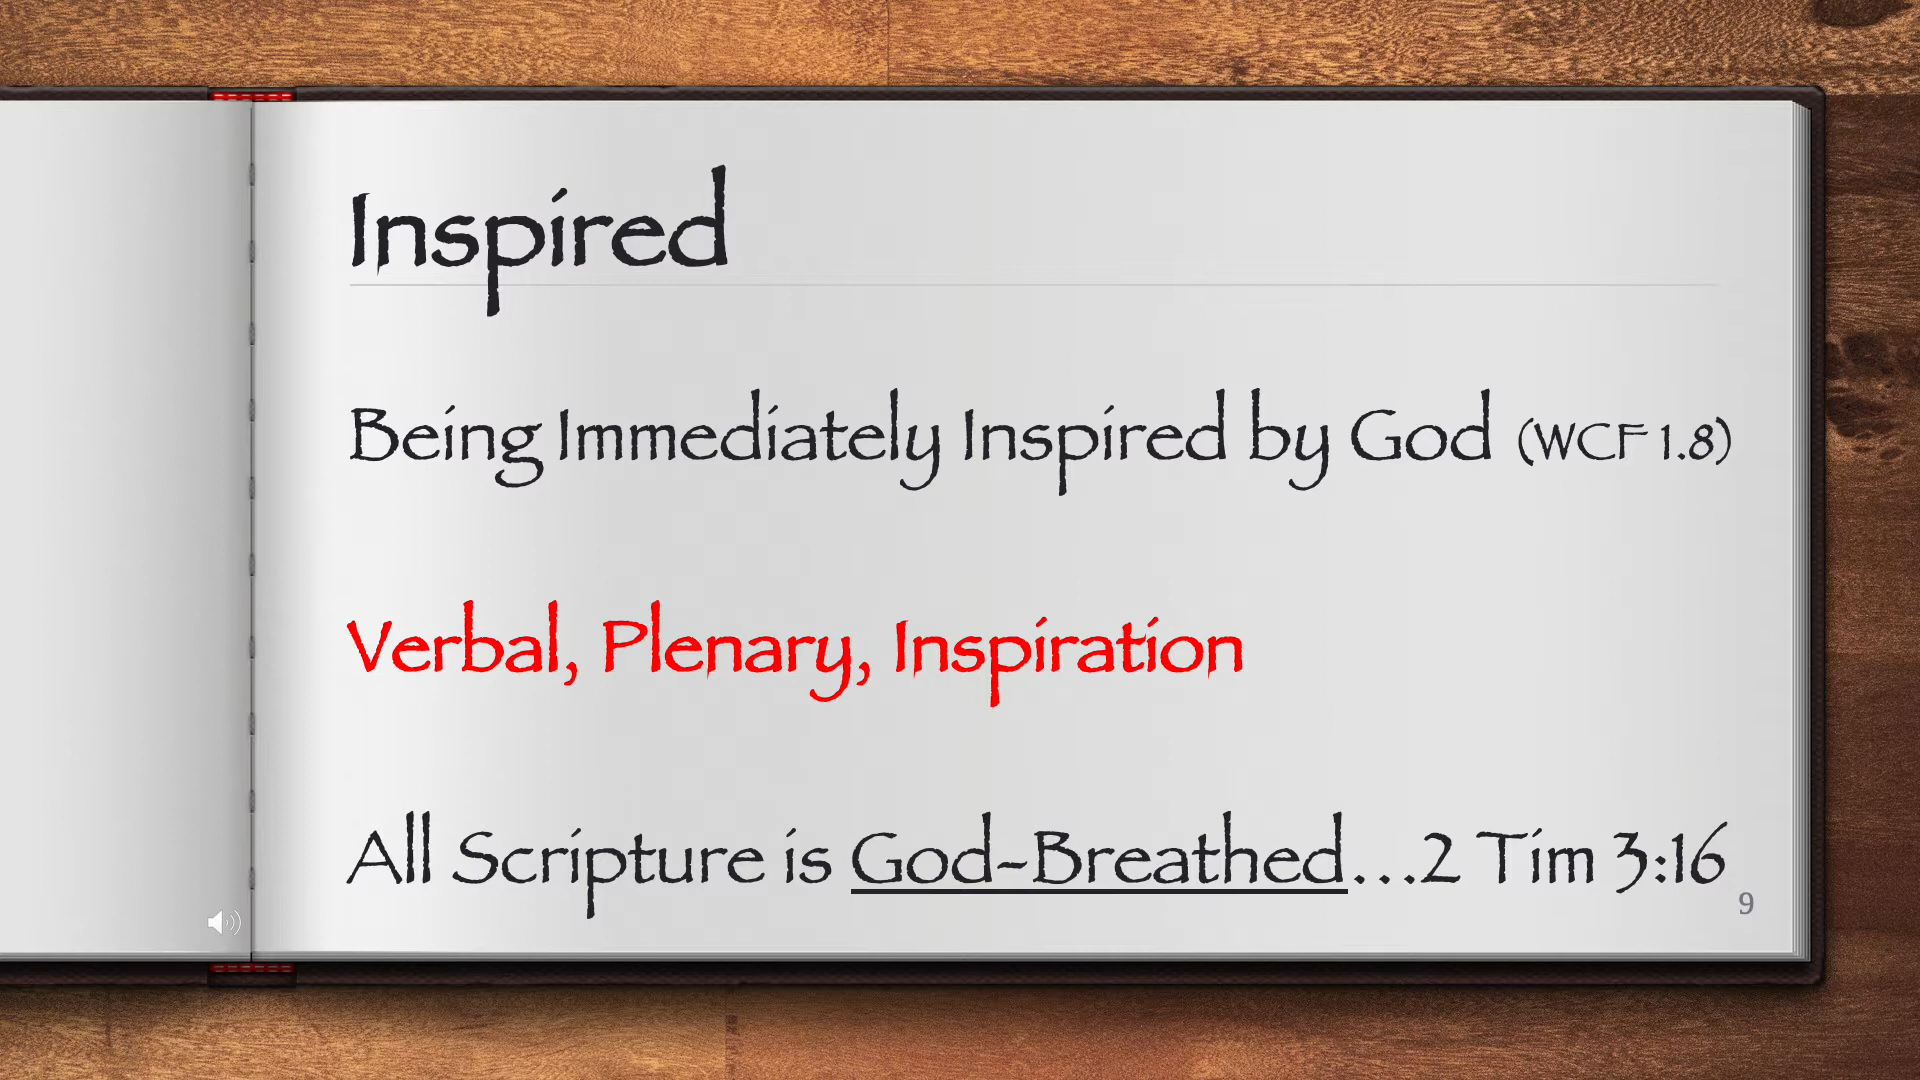 Inspired
Being Immediately Inspired by God (WCF 1.8)
Verbal, Plenary, Inspiration
All Scripture is God-Breathed...2 Tim 3:16
9